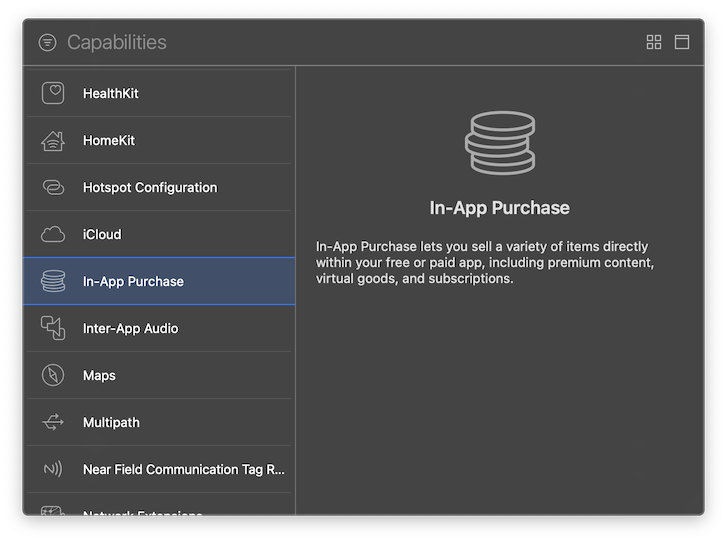 Capabilities
HealthKit
HomeKit
Hotspot Configuration
iCloud
In-App Purchase
Inter-App Audio
Maps
Multipath
Near Field Communication Tag R...
Network Extensions
In-App Purchase
In-App Purchase lets you sell a variety of items directly
within your free or paid app, including premium content,
virtual goods, and subscriptions.